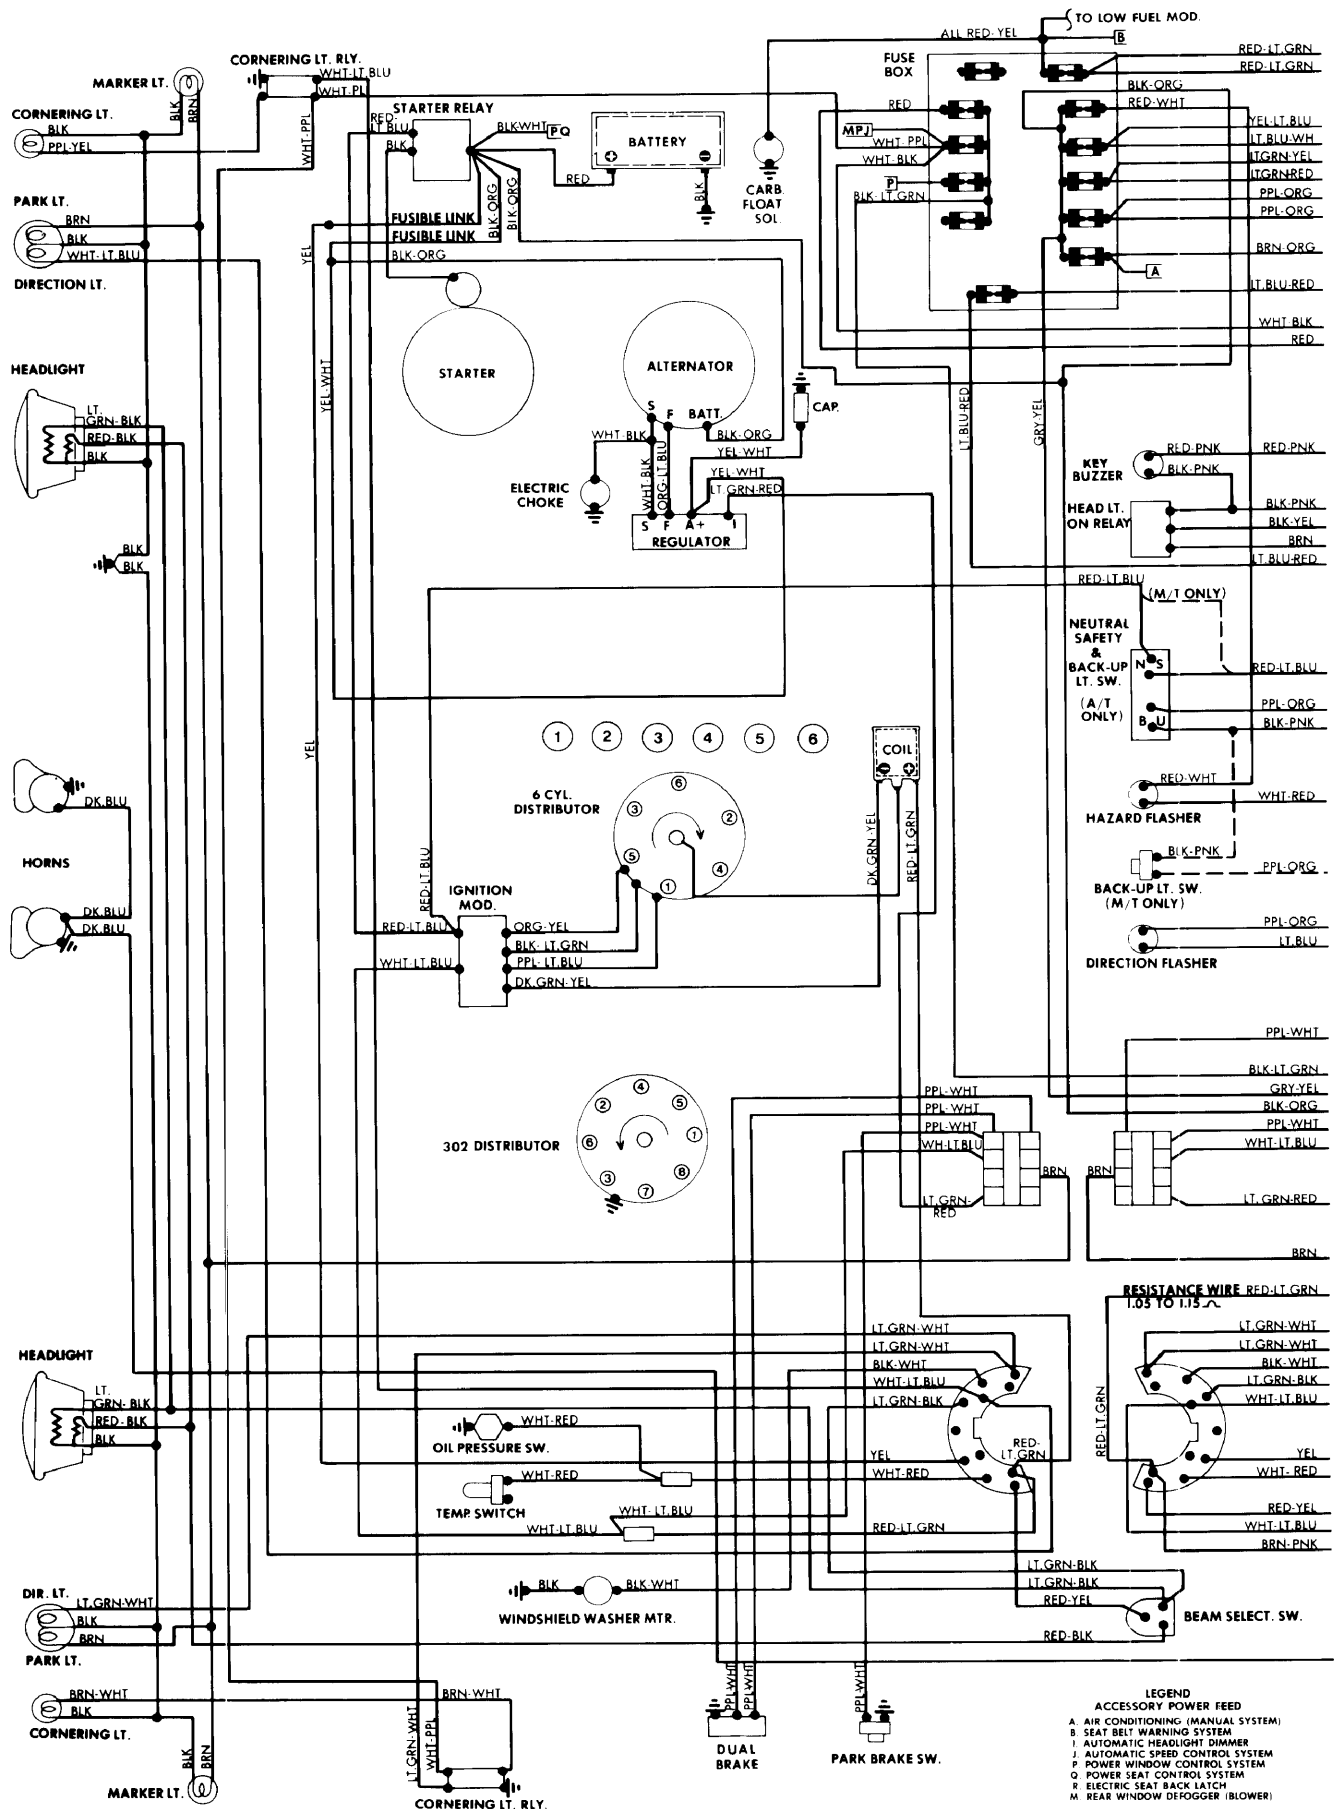 TO LOW FUEL MOD.
ALL RED-YEL
B
CORNERING LT. RLY.
WHT-LT.BLU
WHT-PL
MARKER LT.
BLK
BRN
CORNERING LT.
BLK
PPL-YEL
WHT-PPL
STARTER RELAY
RED-
LT BLU
BLK
BLK-WHT
PQ
RED
BATTERY
BLK
CARB.
FLOAT
SOL.
FUSE
BOX
RED
MPJ
WHT PPL
WHT-BLK
P
BLK-LT.GRN
RED-LT.GRN
RED-LT.GRN
BLK-ORG
RED-WHT
YEL-LT.BLU
LT.BLU-WH
LT.GRN-YEL
LT.GRN-RED
PPL-ORG
PPL-ORG
BRN-ORG
A
LT.BLU-RED
WHT BLK
RED
PARK LT.
BRN
BLK
WHT-LT.BLU
DIRECTION LT.
FUSIBLE LINK
FUSIBLE LINK
BLK-ORG
BLK-ORG
BLK-ORG
YEL
STARTER
ALTERNATOR
S
F
BATT.
BLK-ORG
YEL-WHT
WHT-BLK
WHT-BLK
ORG-LT.BLU
YEL-WHT
LT.GRN-RED
CAP.
YEL-WHT
ELECTRIC
CHOKE
S F A+ I
REGULATOR
LT.BLU-RED
GRY-YEL
HEADLIGHT
LT.
GRN-BLK
RED-BLK
BLK
BLK
BLK
KEY
BUZZER
RED-PNK
RED-PNK
BLK-PNK
HEAD LT.
ON RELAY
BLK-PNK
BLK-YEL
BRN
LT.BLU-RED
RED-LT.BLU
(M/T ONLY)
NEUTRAL
SAFETY
&
BACK-UP
LT. SW.
(A/T
ONLY)
N S
B U
RED-LT.BLU
PPL-ORG
BLK-PNK
RED-WHT
WHT-RED
HAZARD FLASHER
BLK-PNK
PPL-ORG
BACK-UP LT. SW.
(M/T ONLY)
PPL-ORG
LT.BLU
DIRECTION FLASHER
YEL
1 2 3 4 5 6
COIL
6 CYL.
DISTRIBUTOR
6
3
2
5
4
1
DK.GRN-YEL
RED-LT.GRN
DK.BLU
HORNS
DK.BLU
DK.BLU
RED-LT.BLU
IGNITION
MOD.
RED-LT.BLU
WHT-LT.BLU
ORG-YEL
BLK-LT.GRN
PPL-LT.BLU
DK.GRN-YEL
302 DISTRIBUTOR
4
2
5
6
1
3
8
7
PPL-WHT
BLK-LT.GRN
GRY-YEL
BLK-ORG
PPL-WHT
WHT-LT.BLU
LT. GRN-RED
BRN
PPL-WHT
PPL-WHT
PPL-WHT
WH-LT.BLU
BRN
BRN
LT.GRN-
RED
RESISTANCE WIRE
1.05 TO 1.15
RED-LT.GRN
LT.GRN-WHT
LT.GRN-WHT
BLK-WHT
LT.GRN-BLK
WHT-LT.BLU
YEL
WHT-RED
RED-YEL
WHT-LT.BLU
BRN-PNK
RED-LT.GRN
LT.GRN-WHT
LT.GRN-WHT
BLK-WHT
WHT-LT.BLU
LT.GRN-BLK
RED-
LT.GRN
YEL
WHT-RED
RED-LT.GRN
HEADLIGHT
LT.
GRN-BLK
RED-BLK
BLK
WHT-RED
OIL PRESSURE SW.
WHT-RED
TEMP. SWITCH
WHT-LT.BLU
WHT-LT.BLU
BLK
BLK-WHT
WINDSHIELD WASHER MTR.
LT.GRN-BLK
LT.GRN-BLK
RED-YEL
RED-BLK
BEAM SELECT. SW.
DIR. LT.
LT.GRN-WHT
BLK
BRN
PARK LT.
BRN-WHT
BLK
CORNERING LT.
BLK
BRN
MARKER LT.
BRN-WHT
LT.GRN-WHT
WHT-PPL
CORNERING LT. RLY.
PPL-WHT
PPL-WHT
DUAL
BRAKE
PPL-WHT
PARK BRAKE SW.
LEGEND
ACCESSORY POWER FEED
A. AIR CONDITIONING (MANUAL SYSTEM)
B. SEAT BELT WARNING SYSTEM
I. AUTOMATIC HEADLIGHT DIMMER
J. AUTOMATIC SPEED CONTROL SYSTEM
P. POWER WINDOW CONTROL SYSTEM
Q. POWER SEAT CONTROL SYSTEM
R. ELECTRIC SEAT BACK LATCH
M. REAR WINDOW DEFOGGER (BLOWER)